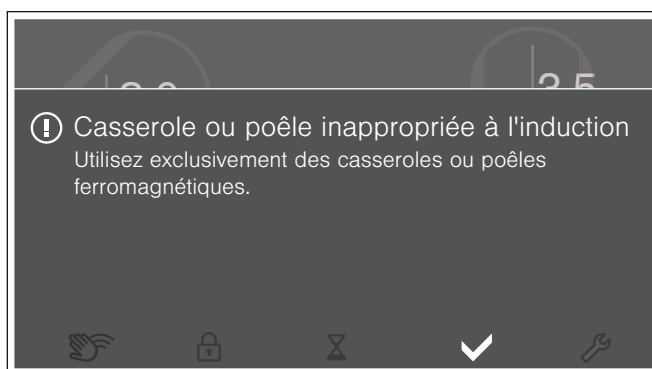 Casserole ou poêle inappropriée à l'induction
Utilisez exclusivement des casseroles ou poêles
ferromagnétiques.